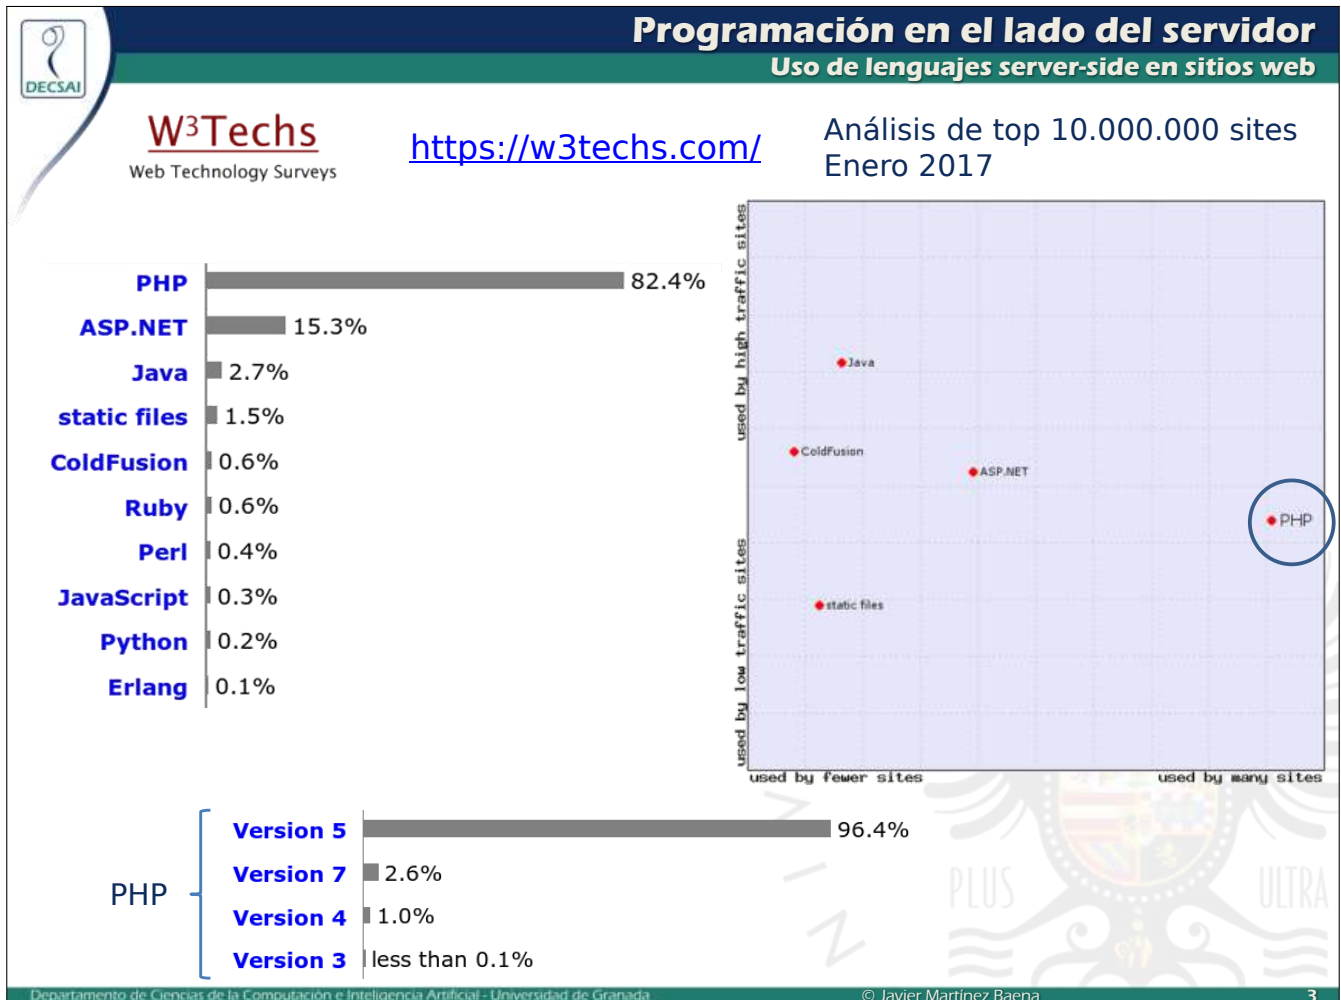 Programación en el lado del servidor
Uso de lenguajes server-side en sitios web
DECSAI
W3Techs
Web Technology Surveys
https://w3techs.com/
Análisis de top 10.000.000 sites
Enero 2017
PHP 82.4%
ASP.NET 15.3%
Java 2.7%
static files 1.5%
ColdFusion 0.6%
Ruby 0.6%
Perl 0.4%
JavaScript 0.3%
Python 0.2%
Erlang 0.1%
used by high traffic sites
used by low traffic sites
Java
ColdFusion
ASP.NET
PHP
static files
used by fewer sites
used by many sites
PHP
Version 5 96.4%
Version 7 2.6%
Version 4 1.0%
Version 3 less than 0.1%
PLUS ULTRA
Departamento de Ciencias de la Computación e Inteligencia Artificial - Universidad de Granada
© Javier Martínez Baena
3